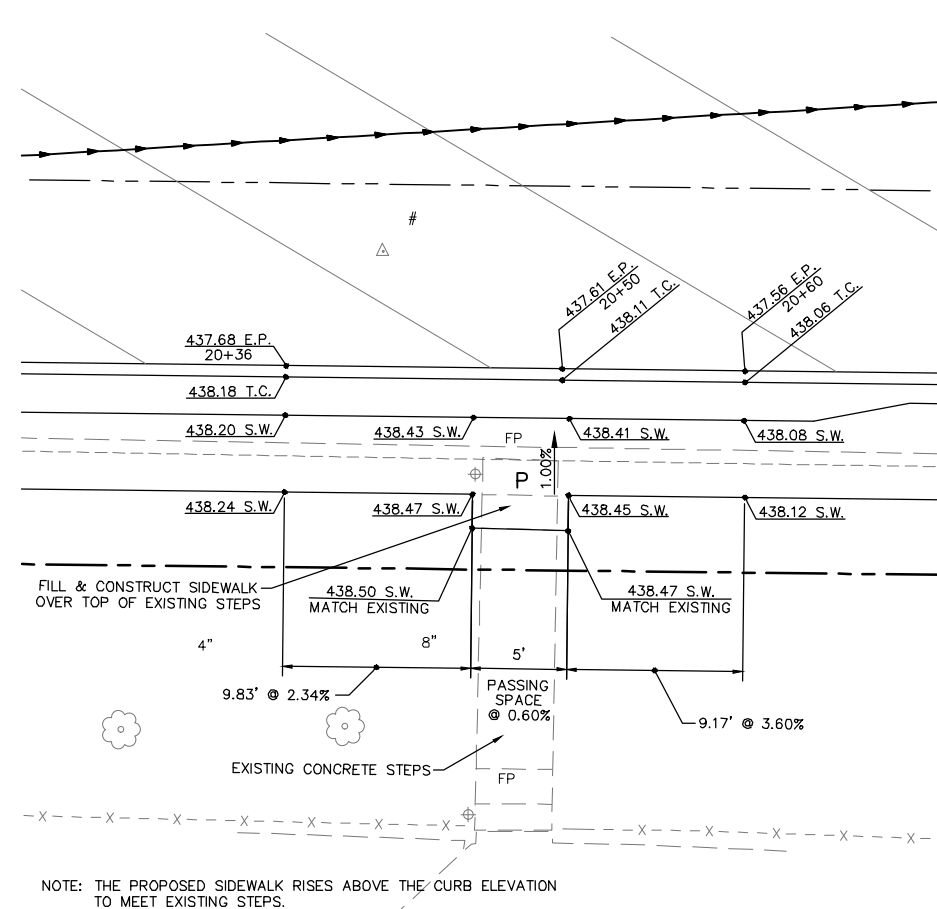 #
437.61 E.P.
20+50
438.11 T.C.
437.56 E.P.
20+60
438.06 T.C.
437.68 E.P.
20+36
438.18 T.C.
438.20 S.W.
438.43 S.W.
FP
438.41 S.W.
438.08 S.W.
1.00%
P
438.24 S.W.
438.47 S.W.
438.45 S.W.
438.12 S.W.
FILL & CONSTRUCT SIDEWALK
OVER TOP OF EXISTING STEPS
438.50 S.W.
MATCH EXISTING
438.47 S.W.
MATCH EXISTING
4"
8"
5'
9.83' @ 2.34%
PASSING
SPACE
@ 0.60%
9.17' @ 3.60%
EXISTING CONCRETE STEPS
FP
X X X X X X X X X X X X
NOTE: THE PROPOSED SIDEWALK RISES ABOVE THE CURB ELEVATION
TO MEET EXISTING STEPS.